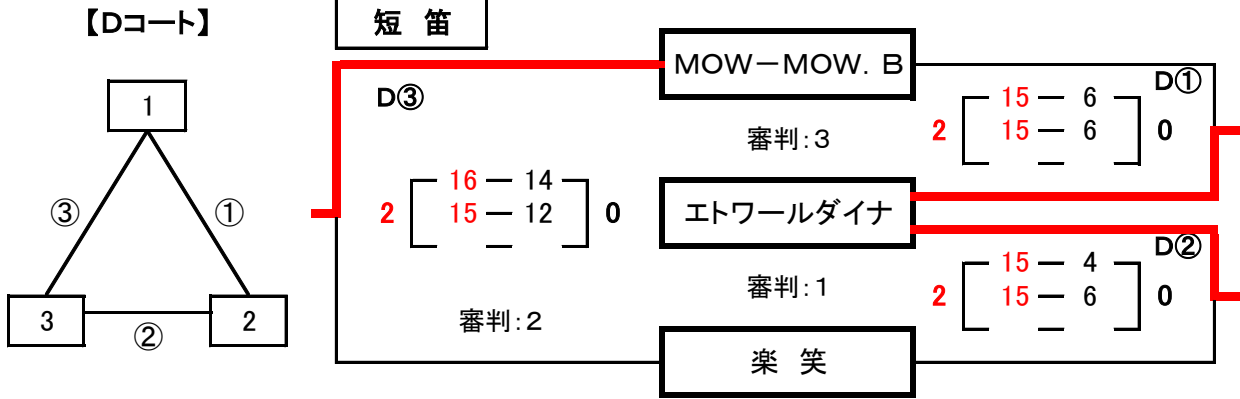 【Dコート】
1
③
①
3
②
2
短 笛
D③
2
16 － 14
15 － 12
0
審判：2
MOW－MOW．B
審判：3
エトワールダイナ
審判：1
楽 笑
D①
2
15 － 6
15 － 6
0
D②
2
15 － 4
15 － 6
0